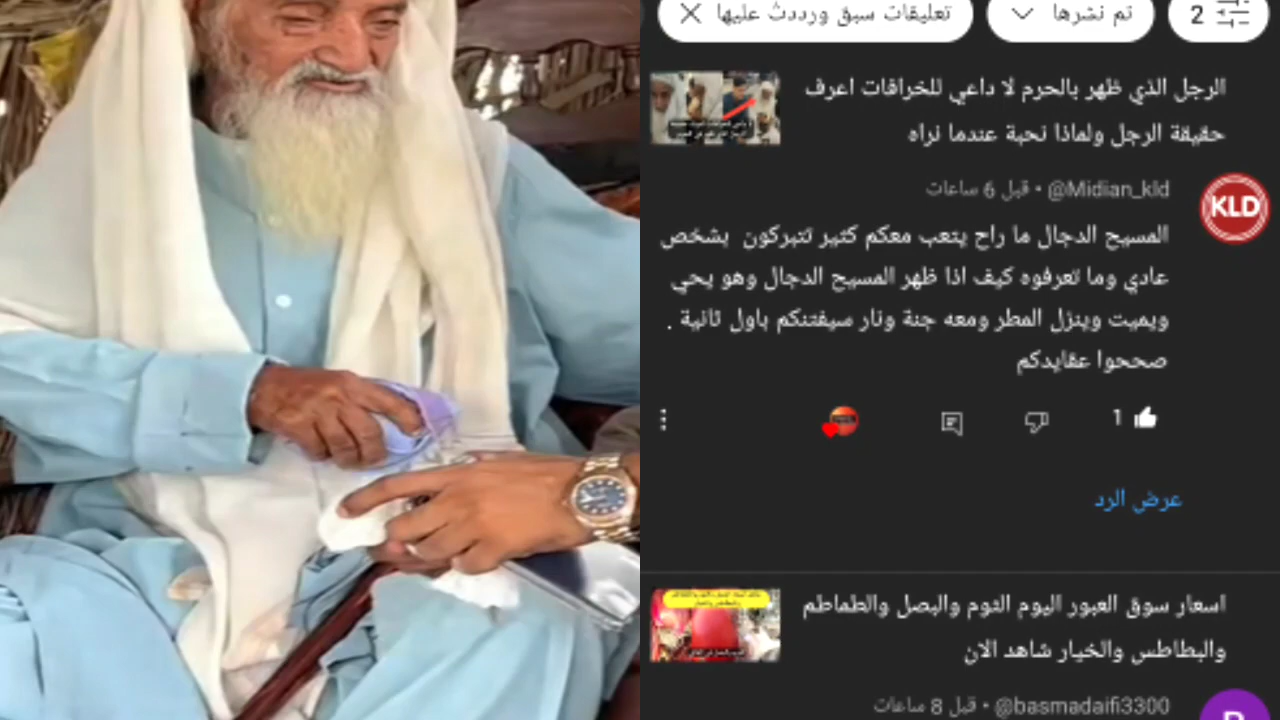 2
تم نشرها
تعليقات سبق ورددث عليها
الرجل الذي ظهر بالحرم لا داعي للخرافات اعرف
حقيقة الرجل ولماذا نحبة عندما نراه
@Midian_kld • قبل 6 ساعات
KLD
المسيح الدجال ما راح يتعب معكم كثير تتبركون بشخص
عادي وما تعرفوه كيف اذا ظهر المسيح الدجال وهو يحي
ويميت وينزل المطر ومعه جنة ونار سيفتنكم باول ثانية .
صححوا عقايدكم
1
عرض الرد
اسعار سوق العبور اليوم الثوم والبصل والطماطم
والبطاطس والخيار شاهد الان
@basmadaifi3300 • قبل 8 ساعات